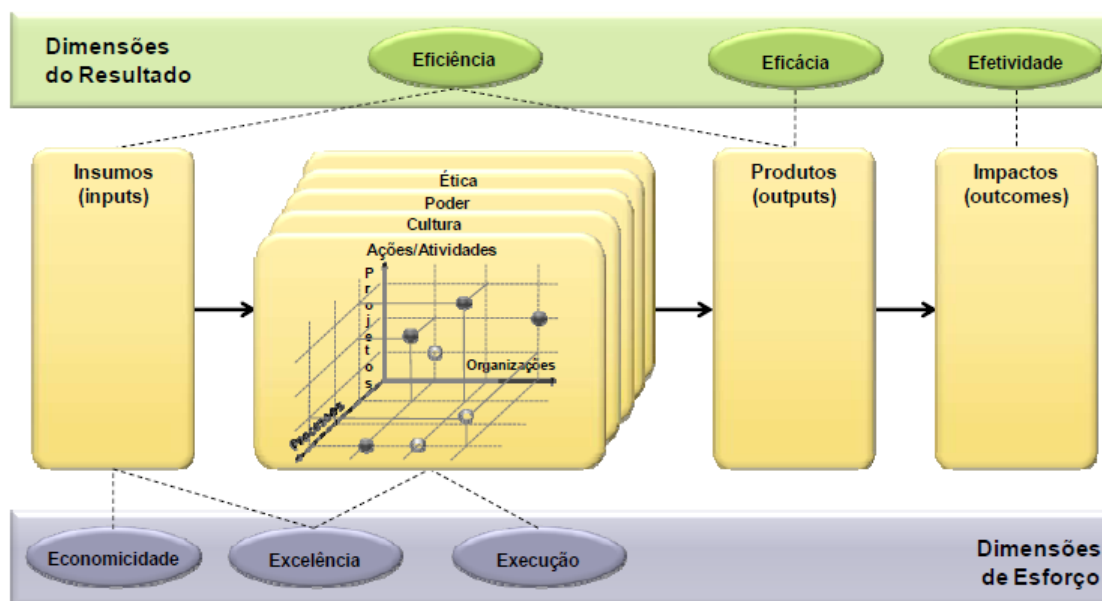 Dimensões
do Resultado
Eficiência
Eficácia
Efetividade
Insumos
(inputs)
Ética
Poder
Cultura
Ações/Atividades
Projetos
Organizações
Processos
Produtos
(outputs)
Impactos
(outcomes)
Economicidade
Excelência
Execução
Dimensões
de Esforço